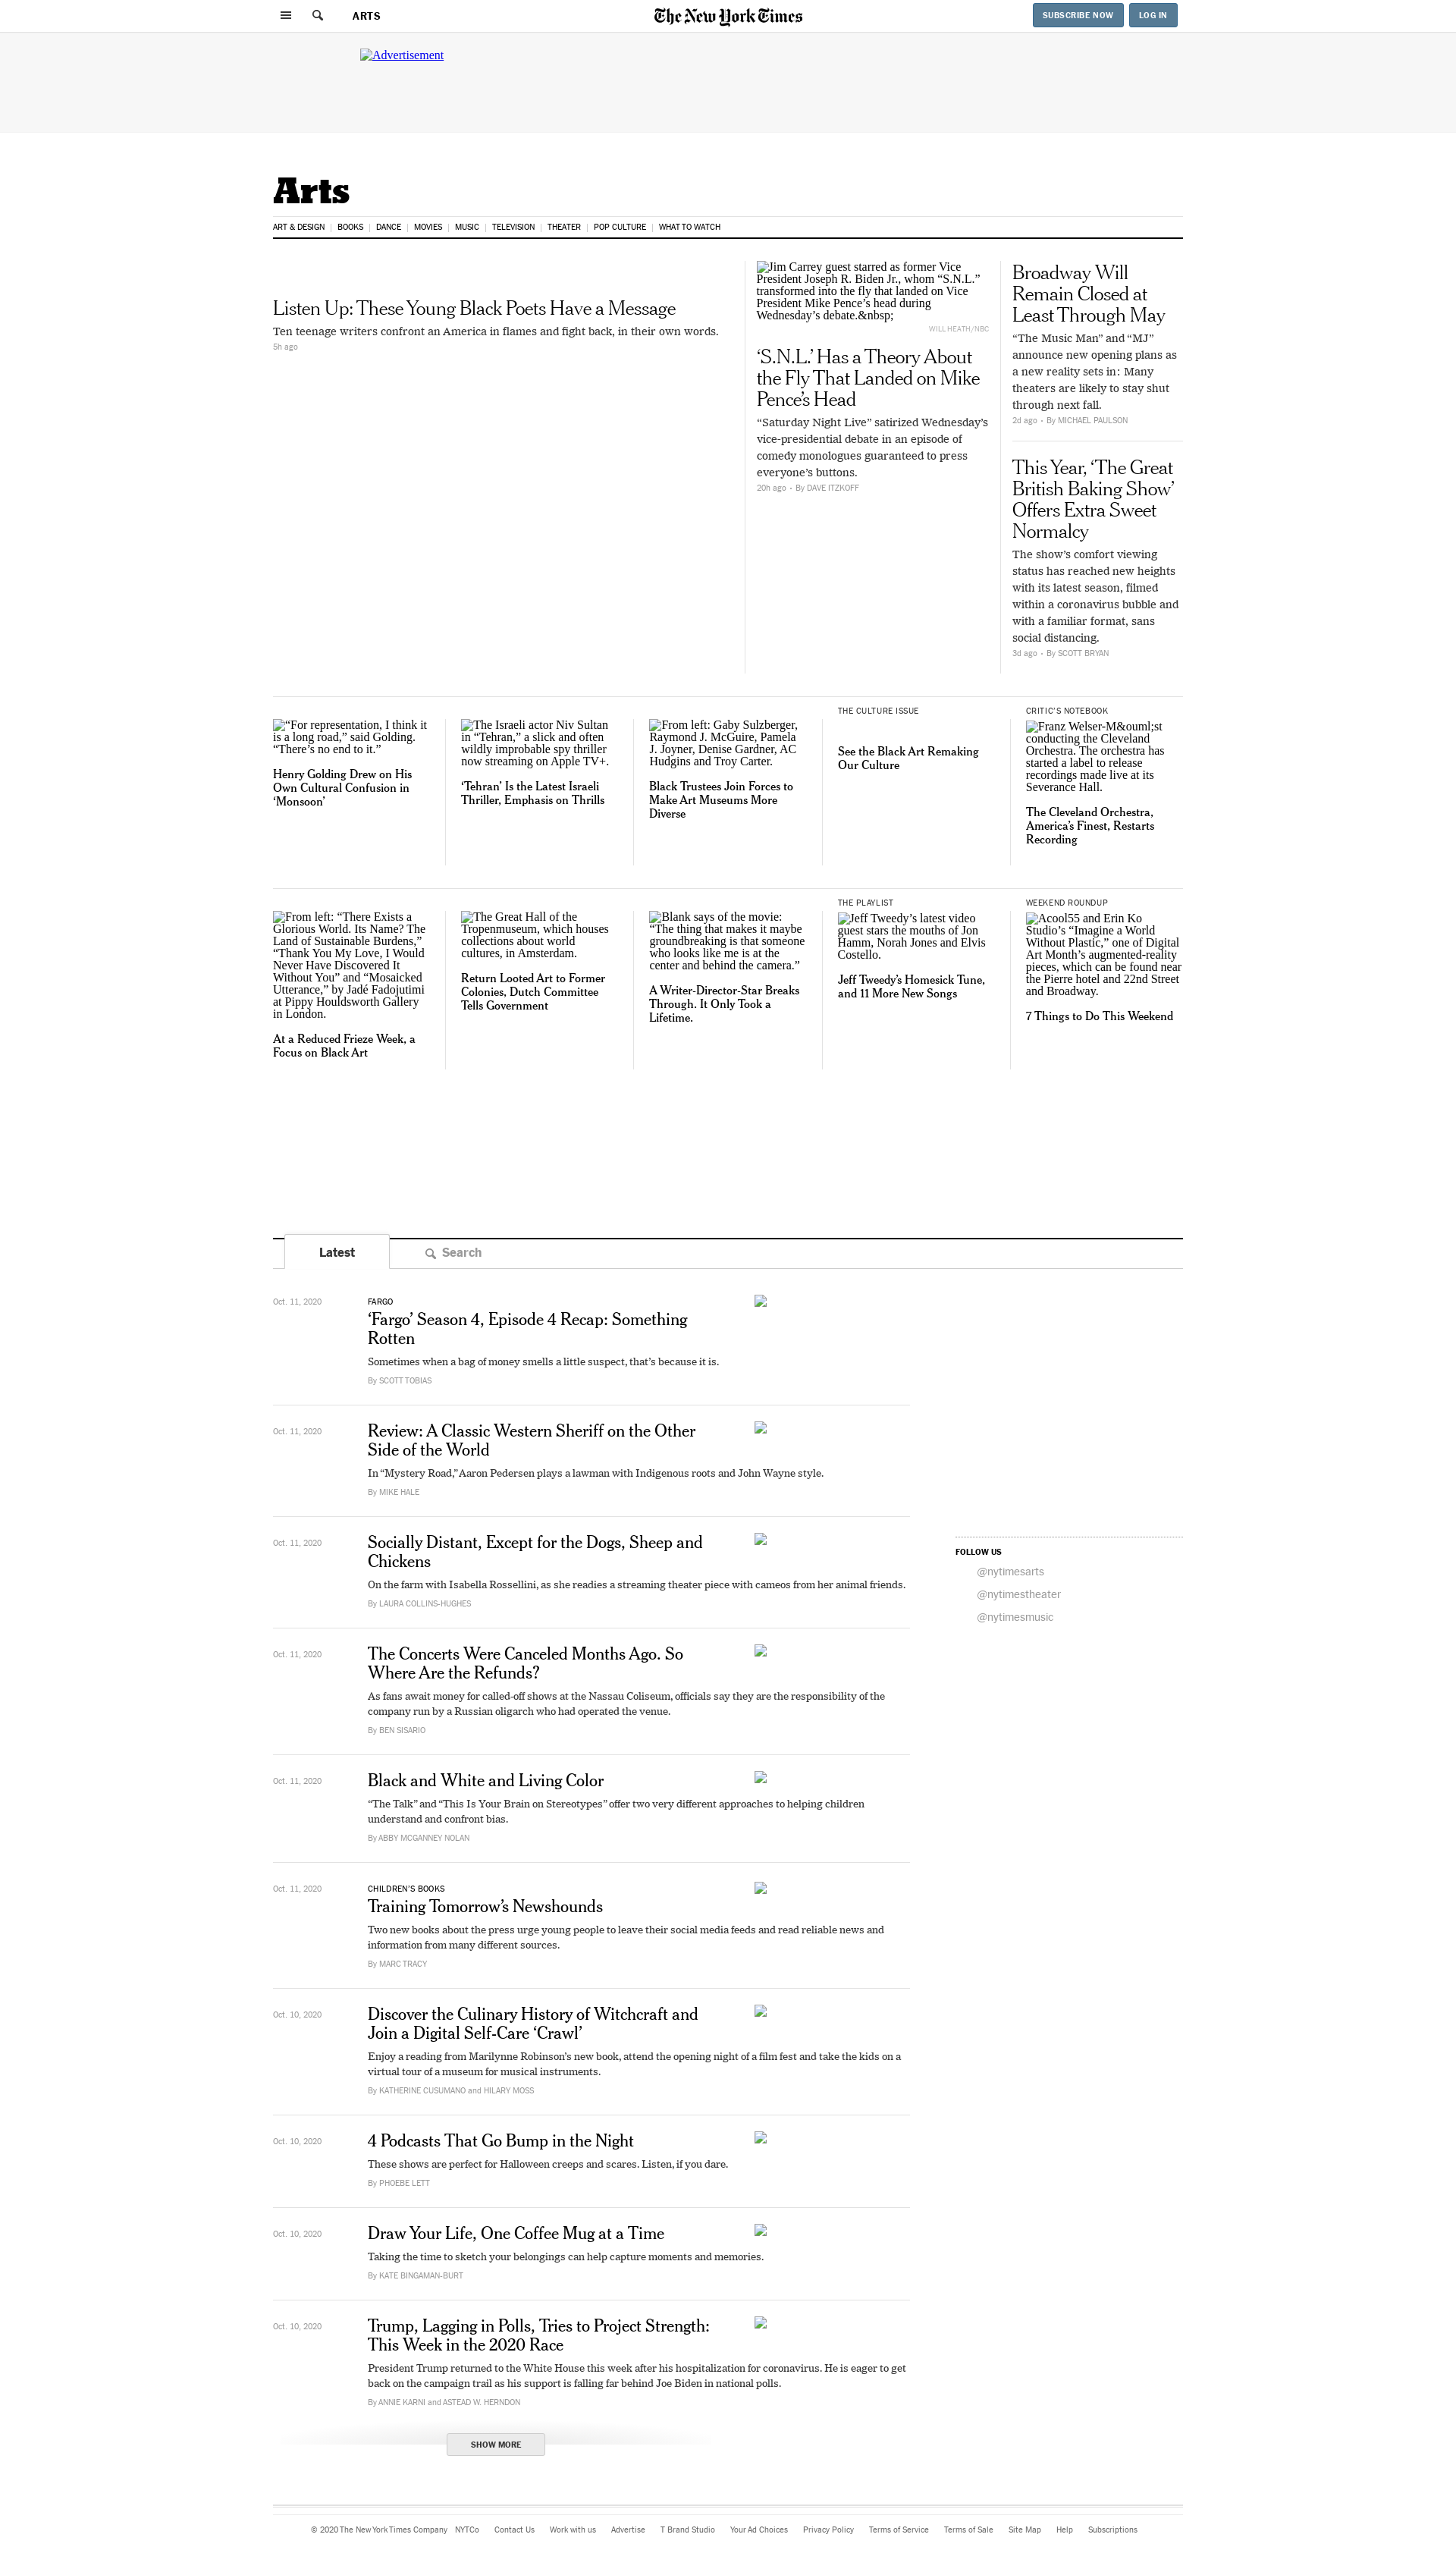 ARTS
The New York Times
SUBSCRIBE NOW
LOG IN
Advertisement
Arts
ART & DESIGN
BOOKS
DANCE
MOVIES
MUSIC
TELEVISION
THEATER
POP CULTURE
WHAT TO WATCH
Listen Up: These Young Black Poets Have a Message
Ten teenage writers confront an America in flames and fight back, in their own words.
5h ago
Jim Carrey guest starred as former Vice
President Joseph R. Biden Jr., whom “S.N.L.”
transformed into the fly that landed on Vice
President Mike Pence’s head during
Wednesday’s debate.&nbsp;
WILL HEATH/NBC
‘S.N.L.’ Has a Theory About
the Fly That Landed on Mike
Pence’s Head
“Saturday Night Live” satirized Wednesday’s
vice-presidential debate in an episode of
comedy monologues guaranteed to press
everyone’s buttons.
20h ago • By DAVE ITZKOFF
Broadway Will
Remain Closed at
Least Through May
“The Music Man” and “MJ”
announce new opening plans as
a new reality sets in: Many
theaters are likely to stay shut
through next fall.
2d ago • By MICHAEL PAULSON
This Year, ‘The Great
British Baking Show’
Offers Extra Sweet
Normalcy
The show’s comfort viewing
status has reached new heights
with its latest season, filmed
within a coronavirus bubble and
with a familiar format, sans
social distancing.
3d ago • By SCOTT BRYAN
“For representation, I think it
is a long road,” said Golding.
“There’s no end to it.”
Henry Golding Drew on His
Own Cultural Confusion in
‘Monsoon’
The Israeli actor Niv Sultan
in “Tehran,” a slick and often
wildly improbable spy thriller
now streaming on Apple TV+.
‘Tehran’ Is the Latest Israeli
Thriller, Emphasis on Thrills
From left: Gaby Sulzberger,
Raymond J. McGuire, Pamela
J. Joyner, Denise Gardner, AC
Hudgins and Troy Carter.
Black Trustees Join Forces to
Make Art Museums More
Diverse
THE CULTURE ISSUE
See the Black Art Remaking
Our Culture
CRITIC’S NOTEBOOK
Franz Welser-M&ouml;st
conducting the Cleveland
Orchestra. The orchestra has
started a label to release
recordings made live at its
Severance Hall.
The Cleveland Orchestra,
America’s Finest, Restarts
Recording
From left: “There Exists a
Glorious World. Its Name? The
Land of Sustainable Burdens,”
“Thank You My Love, I Would
Never Have Discovered It
Without You” and “Mosaicked
Utterance,” by Jadé Fadojutimi
at Pippy Houldsworth Gallery
in London.
At a Reduced Frieze Week, a
Focus on Black Art
The Great Hall of the
Tropenmuseum, which houses
collections about world
cultures, in Amsterdam.
Return Looted Art to Former
Colonies, Dutch Committee
Tells Government
Blank says of the movie:
“The thing that makes it maybe
groundbreaking is that someone
who looks like me is at the
center and behind the camera.”
A Writer-Director-Star Breaks
Through. It Only Took a
Lifetime.
THE PLAYLIST
Jeff Tweedy’s latest video
guest stars the mouths of Jon
Hamm, Norah Jones and Elvis
Costello.
Jeff Tweedy’s Homesick Tune,
and 11 More New Songs
WEEKEND ROUNDUP
Acool55 and Erin Ko
Studio’s “Imagine a World
Without Plastic,” one of Digital
Art Month’s augmented-reality
pieces, which can be found near
the Pierre hotel and 22nd Street
and Broadway.
7 Things to Do This Weekend
Latest
Search
Oct. 11, 2020
FARGO
‘Fargo’ Season 4, Episode 4 Recap: Something
Rotten
Sometimes when a bag of money smells a little suspect, that’s because it is.
By SCOTT TOBIAS
Oct. 11, 2020
Review: A Classic Western Sheriff on the Other
Side of the World
In “Mystery Road,” Aaron Pedersen plays a lawman with Indigenous roots and John Wayne style.
By MIKE HALE
Oct. 11, 2020
Socially Distant, Except for the Dogs, Sheep and
Chickens
On the farm with Isabella Rossellini, as she readies a streaming theater piece with cameos from her animal friends.
By LAURA COLLINS-HUGHES
FOLLOW US
@nytimesarts
@nytimestheater
@nytimesmusic
Oct. 11, 2020
The Concerts Were Canceled Months Ago. So
Where Are the Refunds?
As fans await money for called-off shows at the Nassau Coliseum, officials say they are the responsibility of the
company run by a Russian oligarch who had operated the venue.
By BEN SISARIO
Oct. 11, 2020
Black and White and Living Color
“The Talk” and “This Is Your Brain on Stereotypes” offer two very different approaches to helping children
understand and confront bias.
By ABBY MCGANNEY NOLAN
Oct. 11, 2020
CHILDREN’S BOOKS
Training Tomorrow’s Newshounds
Two new books about the press urge young people to leave their social media feeds and read reliable news and
information from many different sources.
By MARC TRACY
Oct. 10, 2020
Discover the Culinary History of Witchcraft and
Join a Digital Self-Care ‘Crawl’
Enjoy a reading from Marilynne Robinson’s new book, attend the opening night of a film fest and take the kids on a
virtual tour of a museum for musical instruments.
By KATHERINE CUSUMANO and HILARY MOSS
Oct. 10, 2020
4 Podcasts That Go Bump in the Night
These shows are perfect for Halloween creeps and scares. Listen, if you dare.
By PHOEBE LETT
Oct. 10, 2020
Draw Your Life, One Coffee Mug at a Time
Taking the time to sketch your belongings can help capture moments and memories.
By KATE BINGAMAN-BURT
Oct. 10, 2020
Trump, Lagging in Polls, Tries to Project Strength:
This Week in the 2020 Race
President Trump returned to the White House this week after his hospitalization for coronavirus. He is eager to get
back on the campaign trail as his support is falling far behind Joe Biden in national polls.
By ANNIE KARNI and ASTEAD W. HERNDON
SHOW MORE
© 2020 The New York Times Company
NYTCo
Contact Us
Work with us
Advertise
T Brand Studio
Your Ad Choices
Privacy Policy
Terms of Service
Terms of Sale
Site Map
Help
Subscriptions